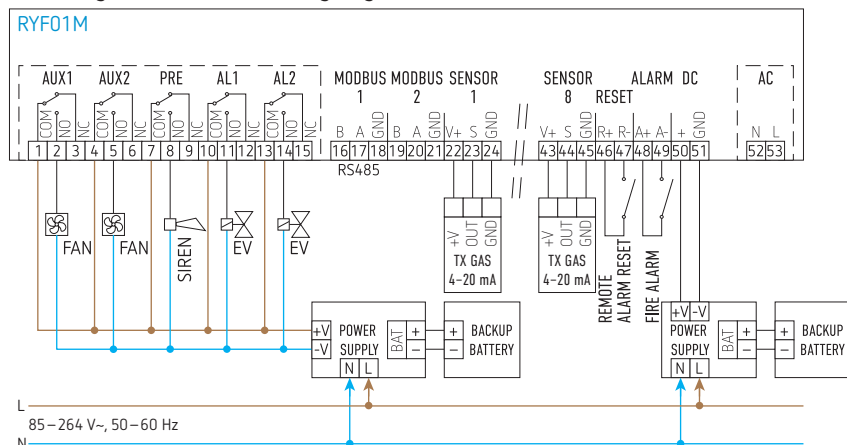 RYF01M
AUX1 AUX2 PRE AL1 AL2 MODBUS MODBUS SENSOR SENSOR ALARM DC AC
1 2 1 8 RESET
COM NO NC COM NO NC COM NO NC COM NO NC COM NO NC B A GND B A GND V+ S GND V+ S GND R+ R- A+ A- + GND N L
1 2 3 4 5 6 7 8 9 10 11 12 13 14 15 16 17 18 19 20 21 22 23 24 43 44 45 46 47 48 49 50 51 52 53
RS485
FAN FAN SIREN EV EV
+V OUT GND +V OUT GND
TX GAS TX GAS
4–20 mA 4–20 mA
REMOTE
ALARM RESET
FIRE ALARM
+V POWER BAT + + BACKUP
-V SUPPLY – – BATTERY
N L
+V -V
POWER BAT + + BACKUP
SUPPLY – – BATTERY
N L
L
85–264 V~, 50–60 Hz
N